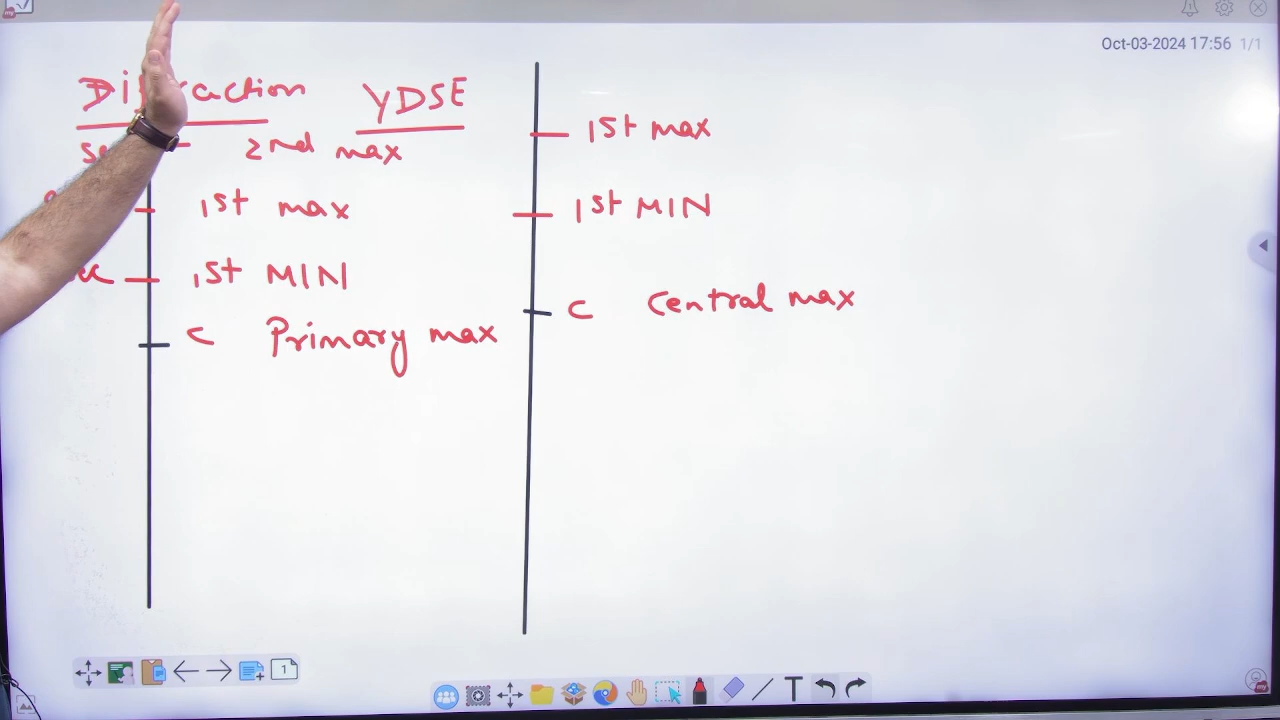 Oct-03-2024 17:56 1/1
YDSE
2nd max
1st max
1st MIN
C Primary max
1st max
1st MIN
C Central max
1
T